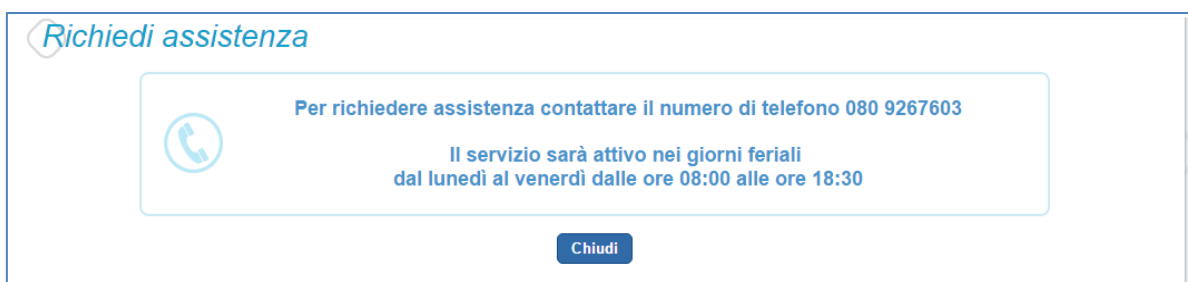 Richiedi assistenza
Per richiedere assistenza contattare il numero di telefono 080 9267603
Il servizio sarà attivo nei giorni feriali
dal lunedì al venerdì dalle ore 08:00 alle ore 18:30
Chiudi